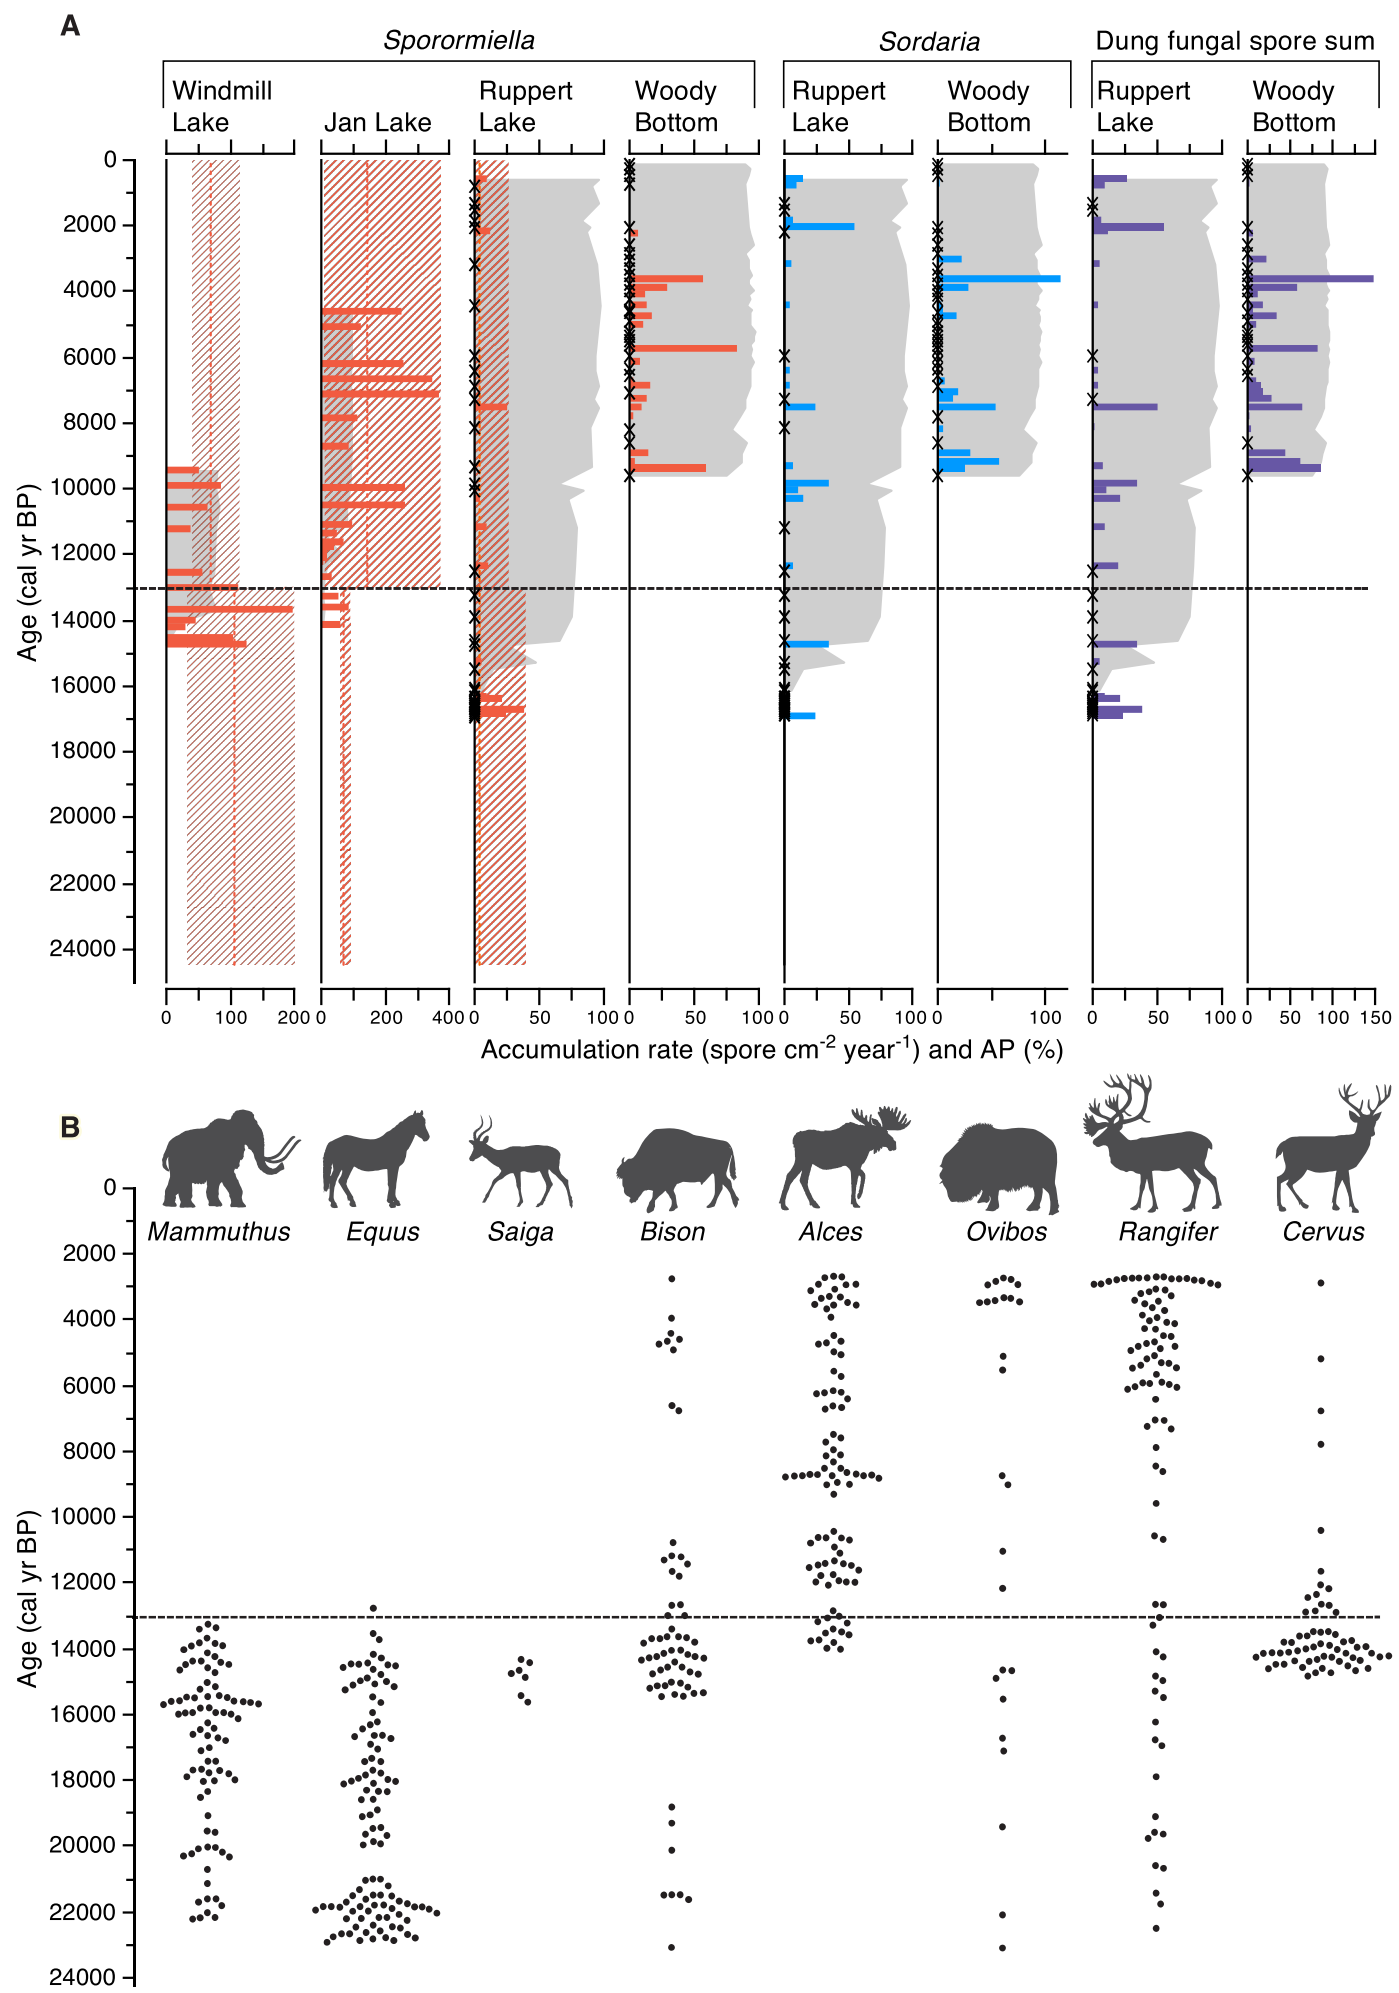 A
Sporormiella
Sordaria
Dung fungal spore sum
Windmill Lake
Jan Lake
Ruppert Lake
Woody Bottom
Ruppert Lake
Woody Bottom
Ruppert Lake
Woody Bottom
0
2000
4000
6000
8000
10000
12000
14000
16000
18000
20000
22000
24000
Age (cal yr BP)
0 100 200
0 200 400
0 50 100
0 50 100
0 50 100
0 100
0 50 100
0 50 100 150
Accumulation rate (spore cm-2 year-1) and AP (%)
B
Mammuthus
Equus
Saiga
Bison
Alces
Ovibos
Rangifer
Cervus
0
2000
4000
6000
8000
10000
12000
14000
16000
18000
20000
22000
24000
Age (cal yr BP)